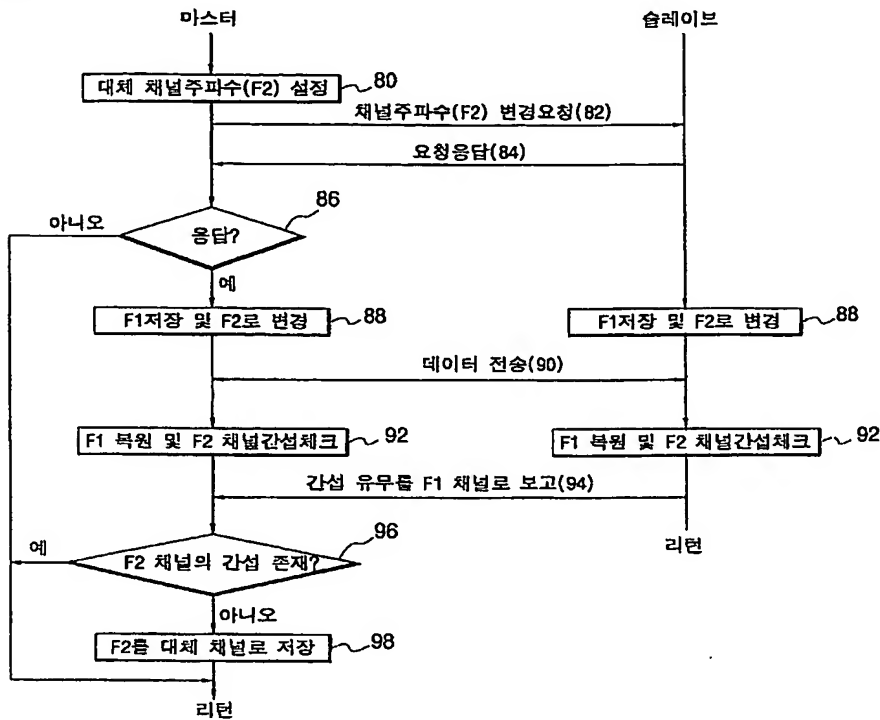 마스터
슬레이브
대체 채널주파수(F2) 설정
80
채널주파수(F2) 변경요청(82)
요청응답(84)
86
아니오
응답?
예
F1저장 및 F2로 변경
88
F1저장 및 F2로 변경
88
데이터 전송(90)
F1 복원 및 F2 채널간섭체크
92
F1 복원 및 F2 채널간섭체크
92
간섭 유무를 F1 채널로 보고(94)
96
리턴
예
F2 채널의 간섭 존재?
아니오
F2를 대체 채널로 저장
98
리턴